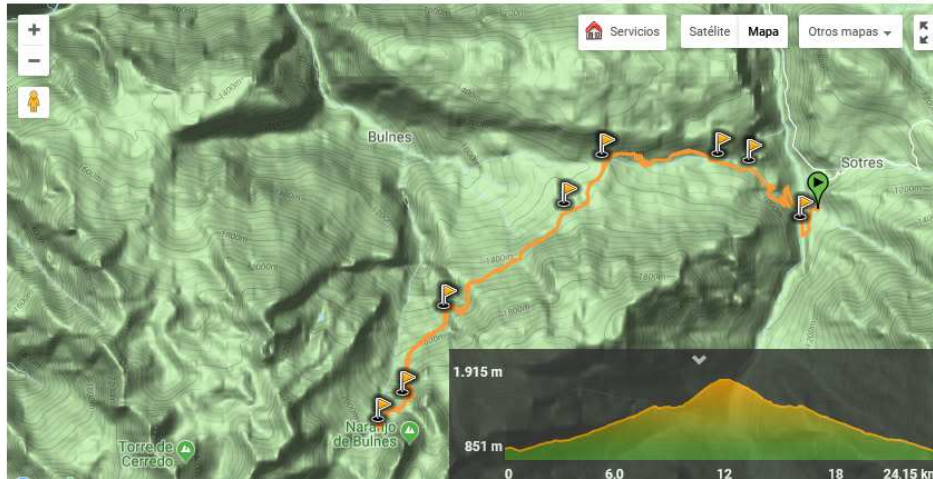 +
Servicios
Satélite Mapa
Otros mapas
−
Bulnes
Sotres
Naranjo
de Bulnes
Torre de
Cerredo
1.915 m
851 m
0 6.0 12 18 24.15 km